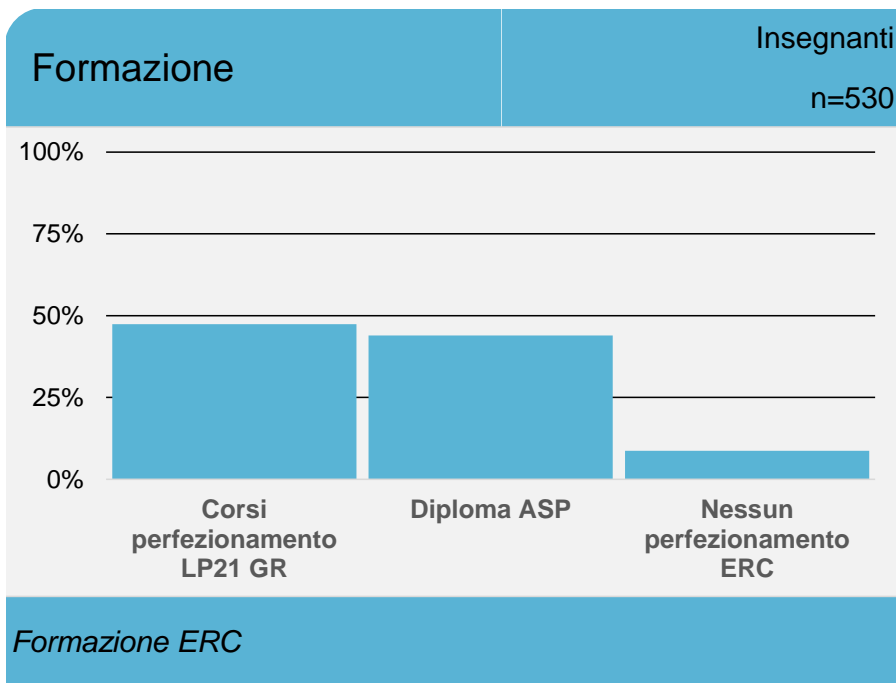 Formazione
Insegnanti
n=530
100%
75%
50%
25%
0%
Corsi
perfezionamento
LP21 GR
Diploma ASP
Nessun
perfezionamento
ERC
Formazione ERC